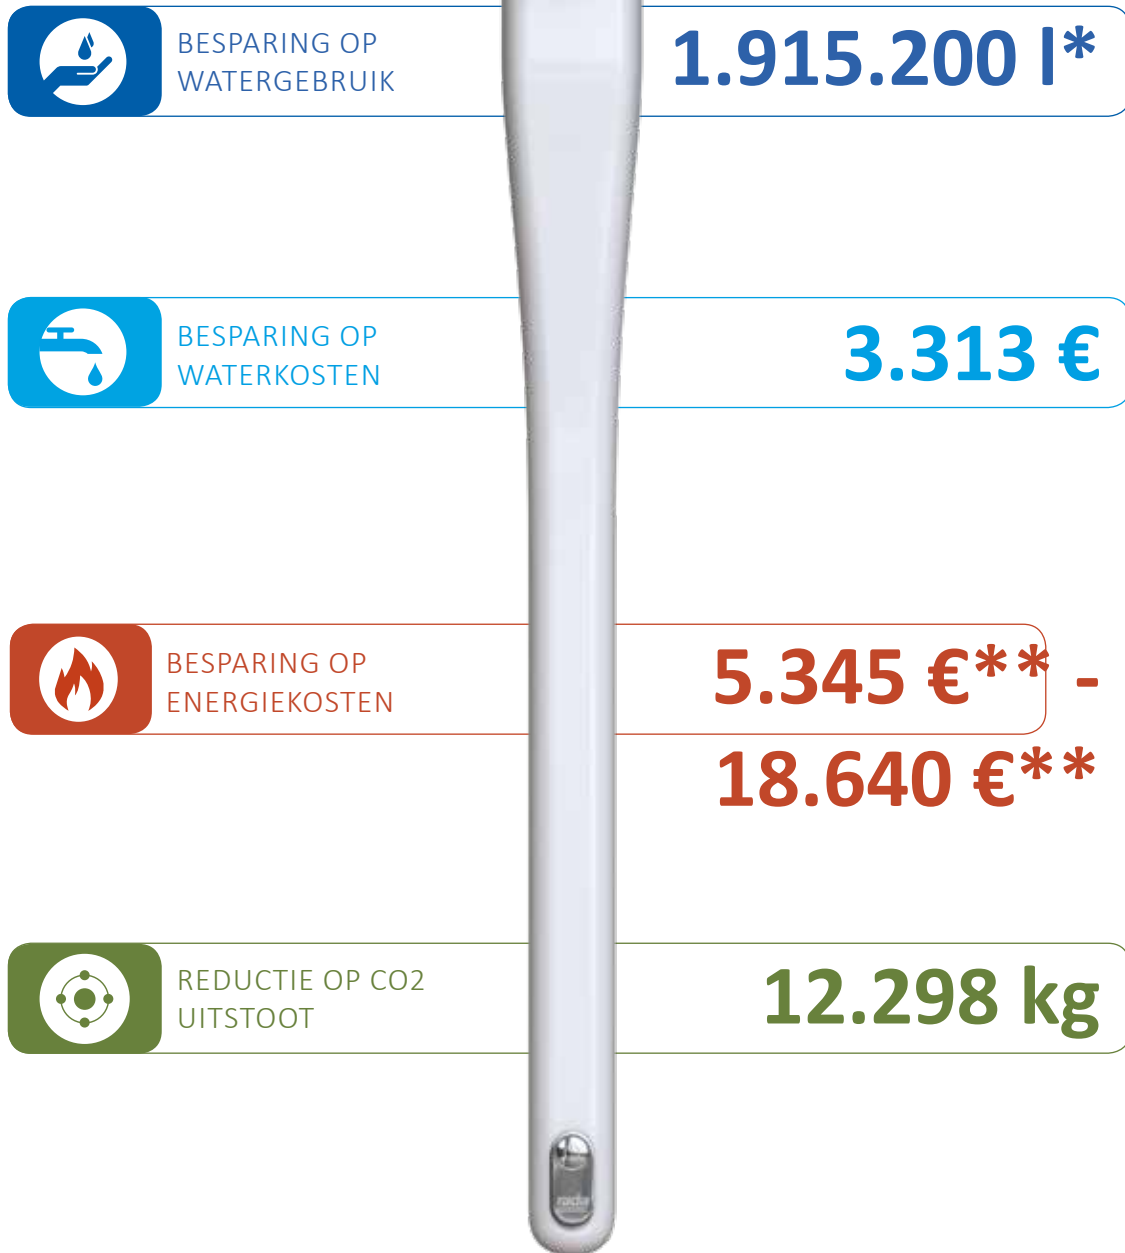 BESPARING OP
WATERGEBRUIK
1.915.200 l*
BESPARING OP
WATERKOSTEN
3.313 €
BESPARING OP
ENERGIEKOSTEN
5.345 €** -
18.640 €**
REDUCTIE OP CO2
UITSTOOT
12.298 kg